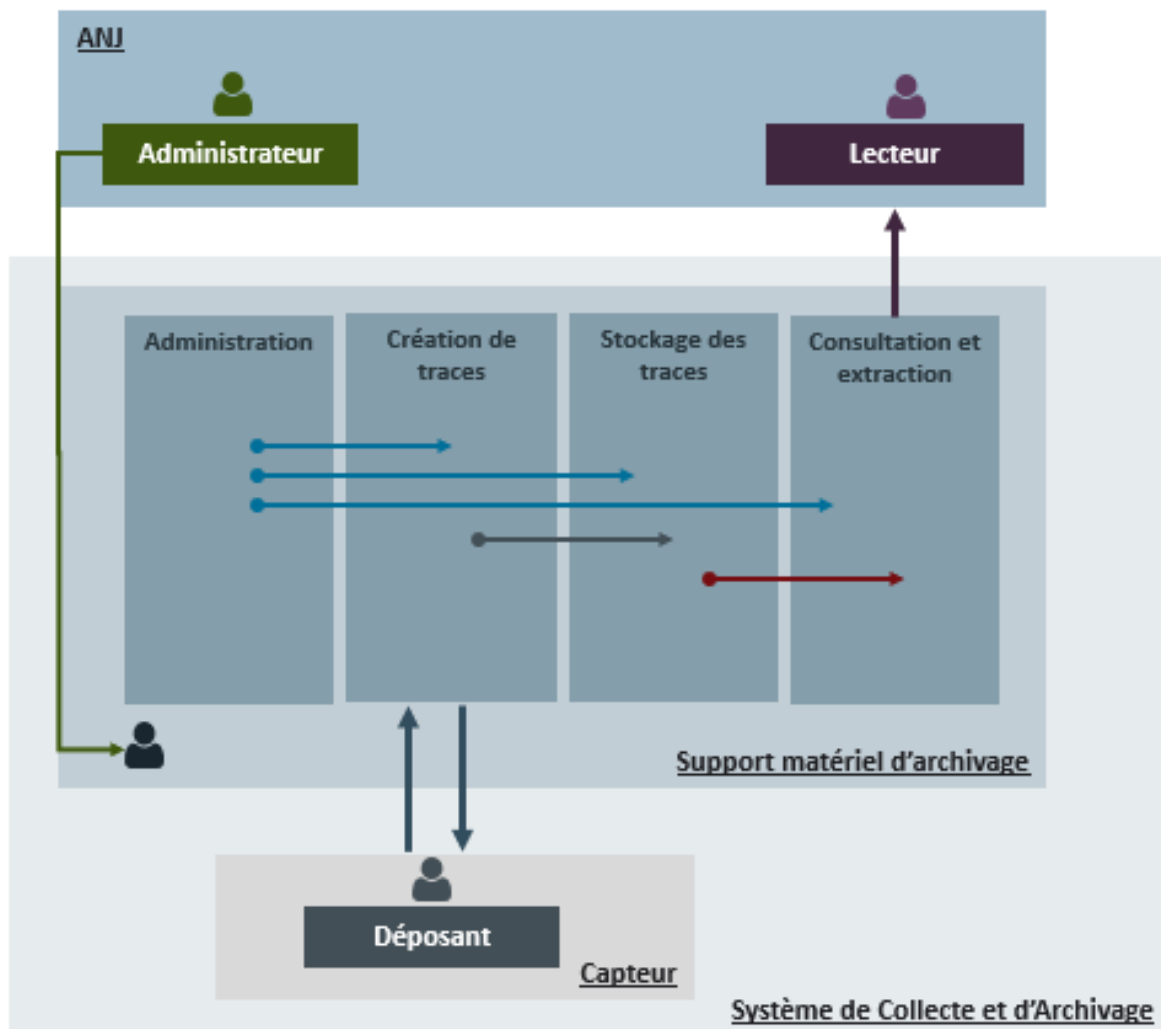 ANJ
Administrateur
Lecteur
Administration
Création de
traces
Stockage des
traces
Consultation et
extraction
Support matériel d'archivage
Déposant
Capteur
Système de Collecte et d'Archivage